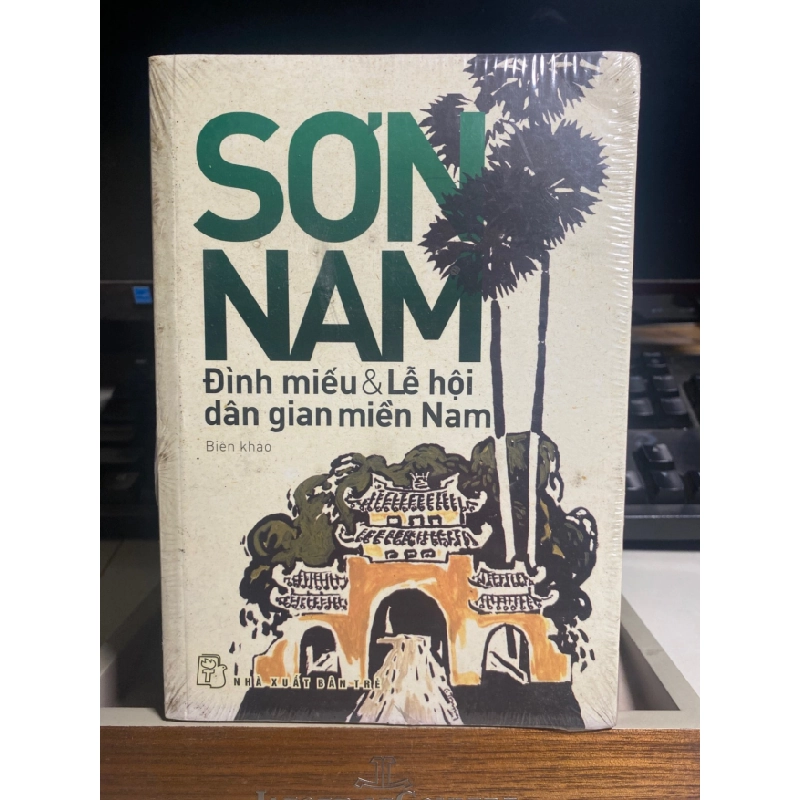 SƠN
NAM
Đình miếu & Lễ hội
dân gian miền Nam
Biên khảo
NHÀ XUẤT BẢN TRẺ